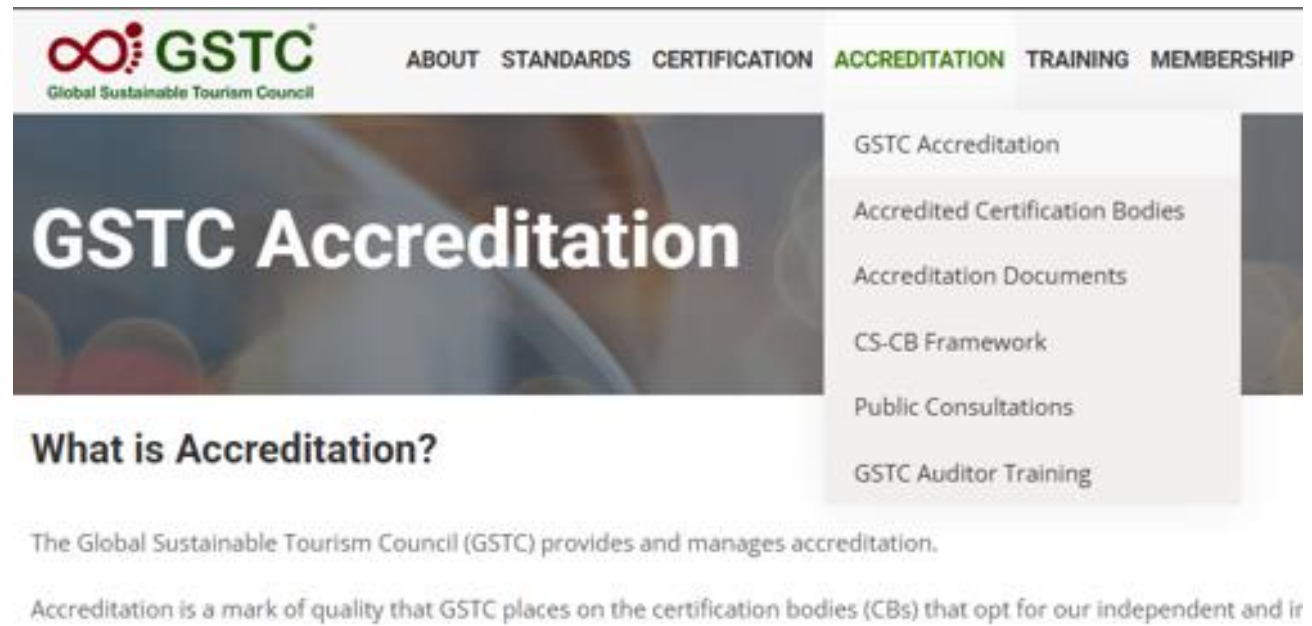 GSTC
Global Sustainable Tourism Council
ABOUT STANDARDS CERTIFICATION ACCREDITATION TRAINING MEMBERSHIP
GSTC Accreditation
Accredited Certification Bodies
Accreditation Documents
CS-CB Framework
Public Consultations
GSTC Auditor Training
GSTC Accreditation
What is Accreditation?
The Global Sustainable Tourism Council (GSTC) provides and manages accreditation.
Accreditation is a mark of quality that GSTC places on the certification bodies (CBs) that opt for our independent and